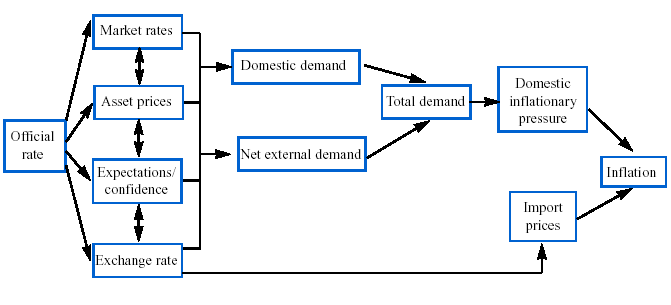 Market rates
Asset prices
Official
rate
Expectations/
confidence
Exchange rate
Domestic demand
Net external demand
Total demand
Domestic
inflationary
pressure
Import
prices
Inflation